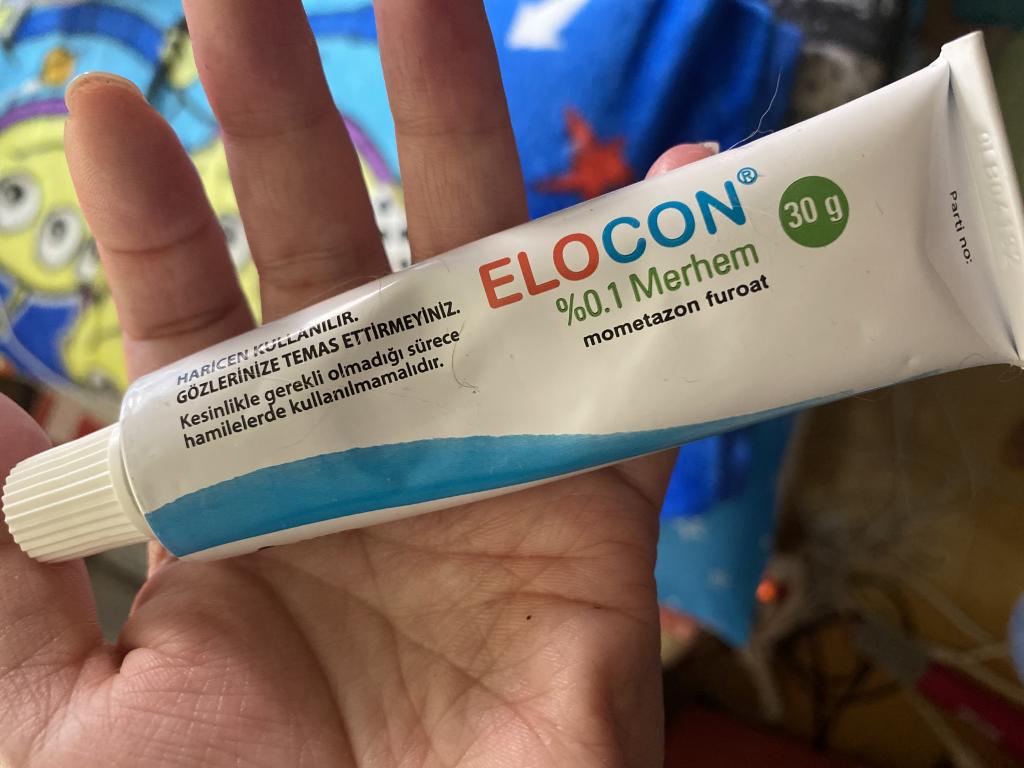 ELOCON®
%0.1 Merhem
mometazon furoat
30 g
HARİCEN KULLANILIR.
GÖZLERİNİZE TEMAS ETTİRMEYİNİZ.
Kesinlikle gerekli olmadığı sürece
hamilelerde kullanılmamalıdır.
Parti no: